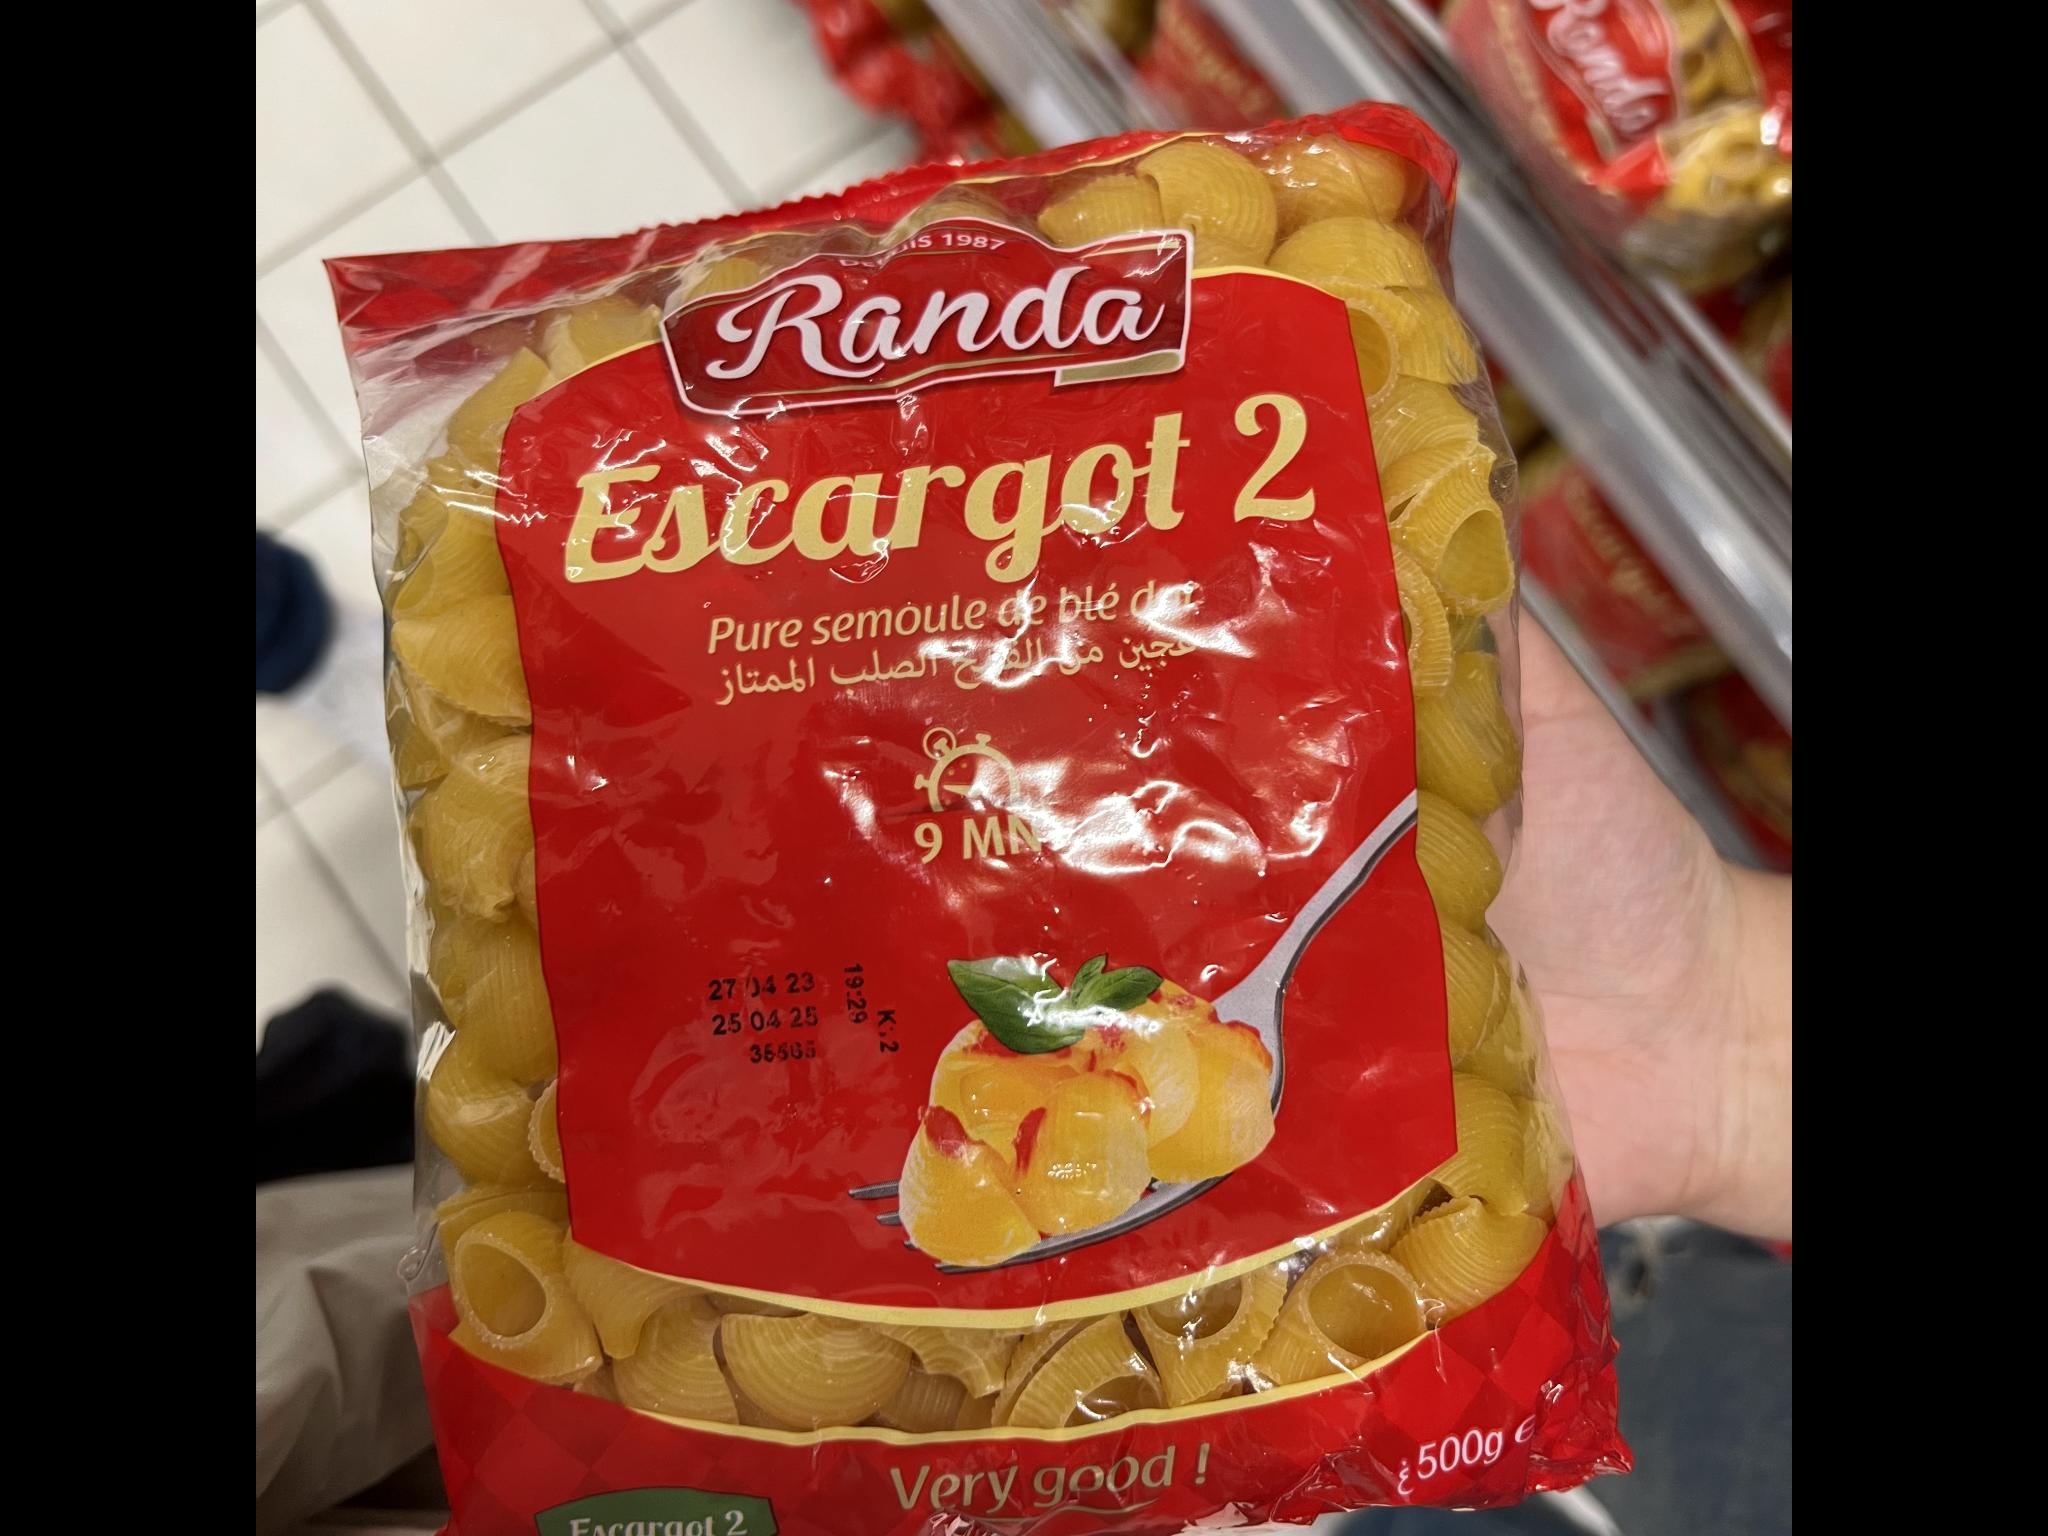 DEPUIS 1987
Randa
Escargot 2
Pure semoule de blé dur
عجين من القمح الصلب الممتاز
9 MN
27 04 23
25 04 25
19:29
K:2
Very good !
500g e غ
Escargot 2
Randa